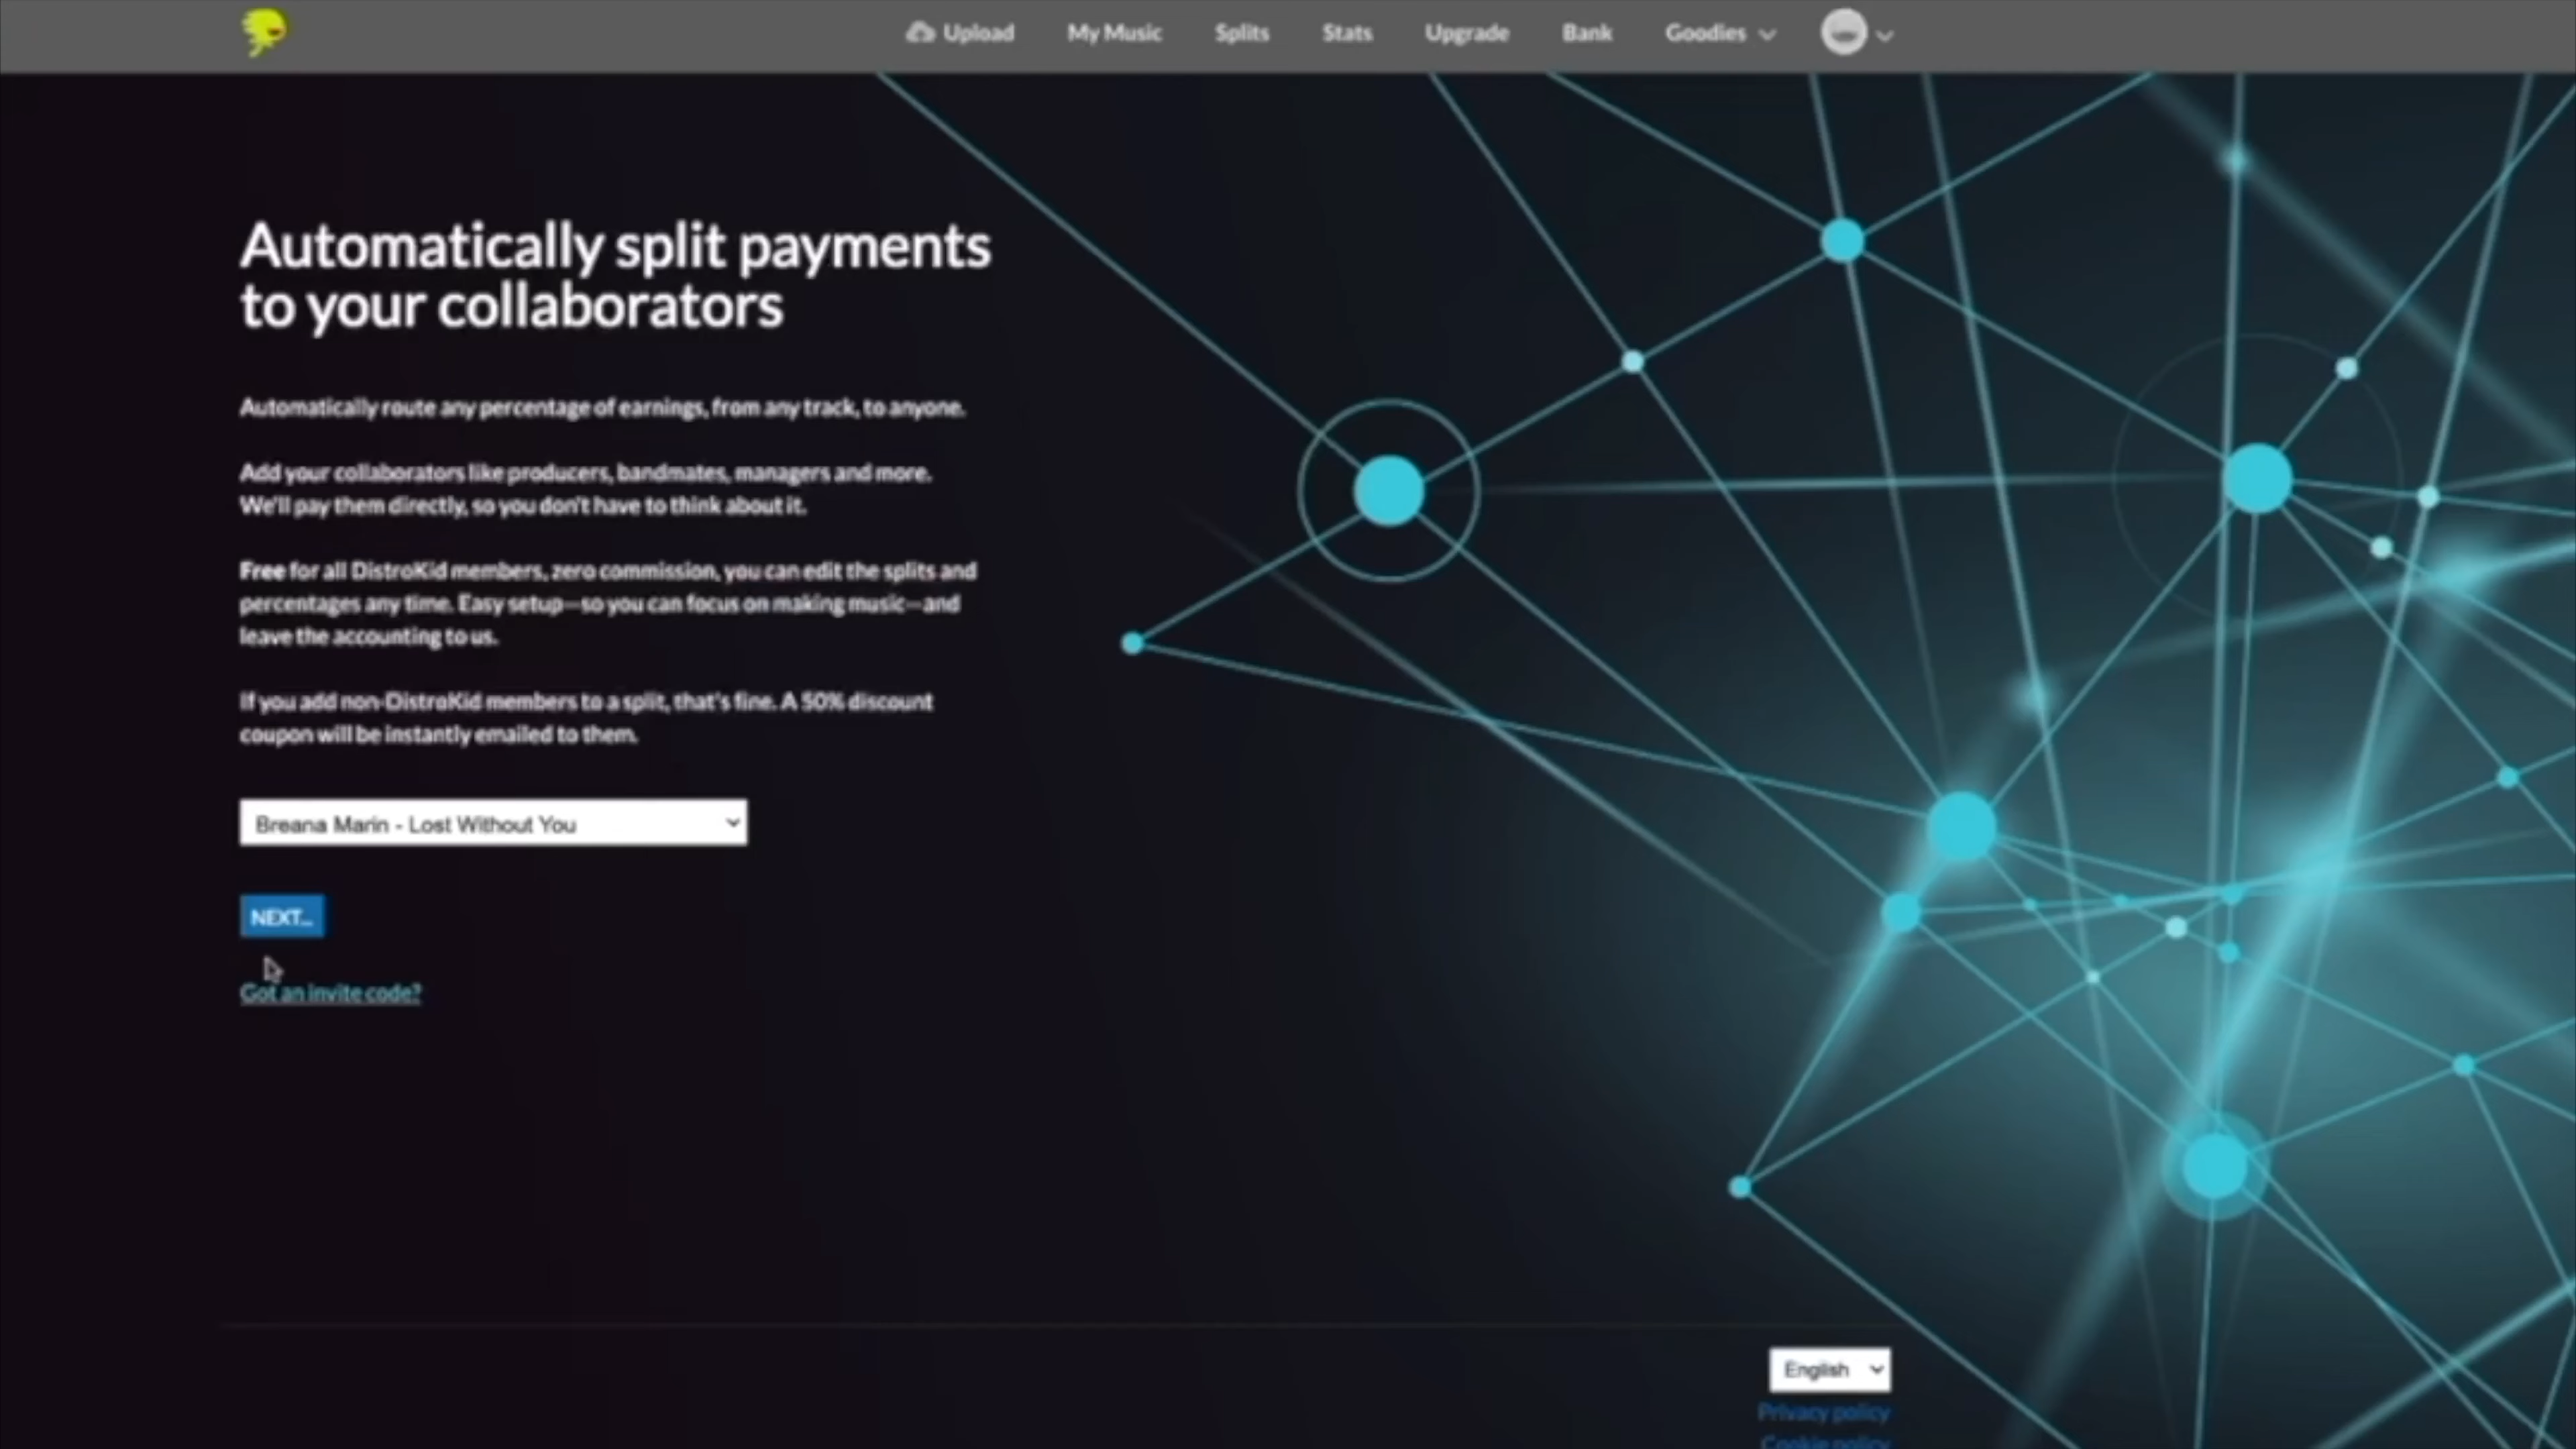 Upload My Music Splits Stats Upgrade Bank Goodies
Automatically split payments
to your collaborators
Automatically route any percentage of earnings, from any track, to anyone.
Add your collaborators like producers, bandmates, managers and more.
We'll pay them directly, so you don't have to think about it.
Free for all DistroKid members, zero commission, you can edit the splits and
percentages any time. Easy setup—so you can focus on making music—and
leave the accounting to us.
If you add non-DistroKid members to a split, that's fine. A 50% discount
coupon will be instantly emailed to them.
Breana Marin - Lost Without You
NEXT...
Got an invite code?
English
Privacy policy
Cookie policy